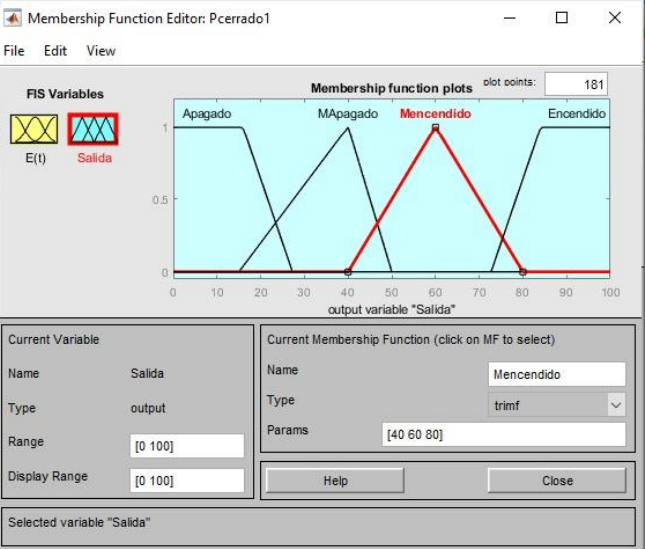 Membership Function Editor: Pcerrado1
File Edit View
FIS Variables
E(t) Salida
Membership function plots
plot points: 181
Apagado MApagado Mencendido Encendido
1
0.5
0
0 10 20 30 40 50 60 70 80 90 100
output variable "Salida"
Current Variable
Name Salida
Type output
Range [0 100]
Display Range [0 100]
Current Membership Function (click on MF to select)
Name Mencendido
Type trimf
Params [40 60 80]
Help Close
Selected variable "Salida"